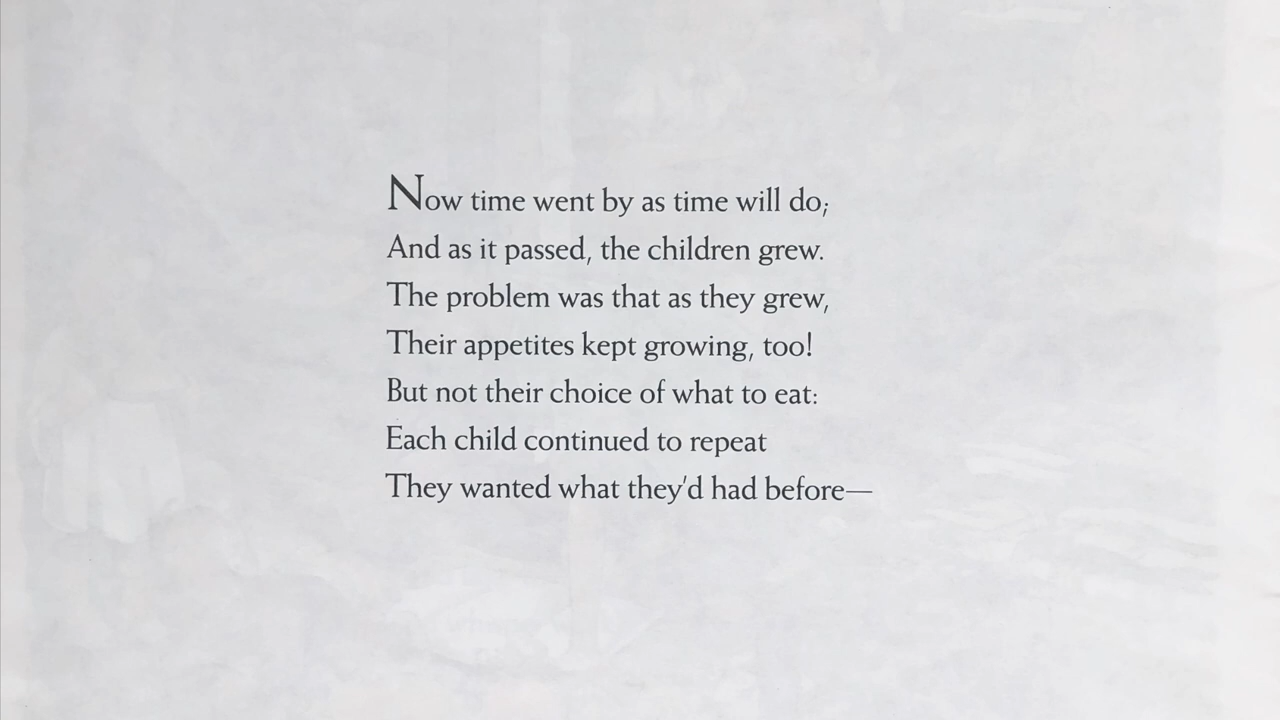 Now time went by as time will do;
And as it passed, the children grew.
The problem was that as they grew,
Their appetites kept growing, too!
But not their choice of what to eat:
Each child continued to repeat
They wanted what they'd had before—